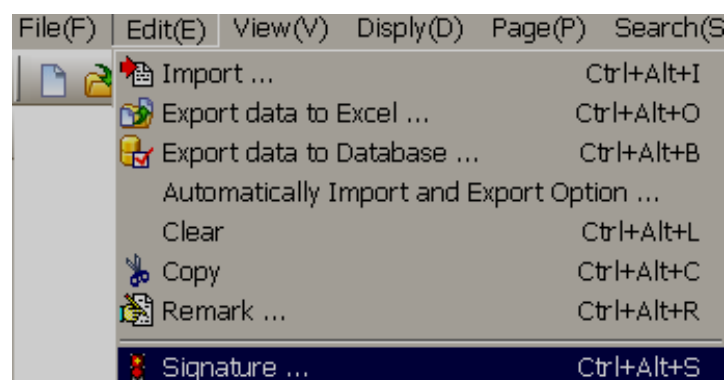 File(F) Edit(E) View(V) Disply(D) Page(P) Search(S
Import ... Ctrl+Alt+I
Export data to Excel ... Ctrl+Alt+O
Export data to Database ... Ctrl+Alt+B
Automatically Import and Export Option ...
Clear Ctrl+Alt+L
Copy Ctrl+Alt+C
Remark ... Ctrl+Alt+R
Signature ... Ctrl+Alt+S